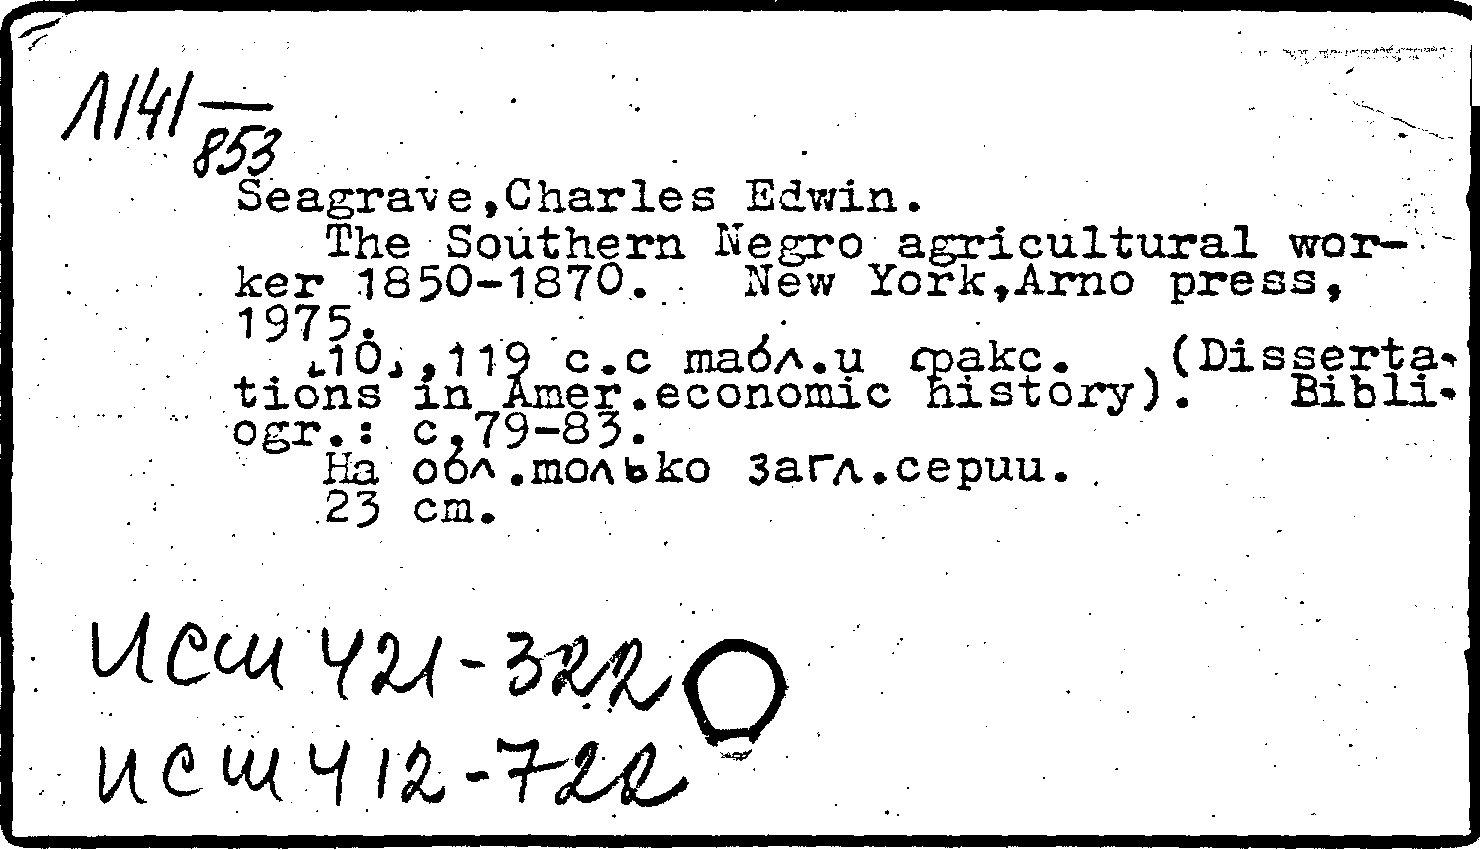 Л141—
853
Seagrave,Charles Edwin.
The Southern Negro agricultural wor-
ker 1850-1870. New York,Arno press,
1975.
[10],119 с.с табл.и факс. (Disserta-
tions in Amer.economic history). Bibli-
ogr.: с.79-83.
На обл.только загл.серии.
23 cm.
ИСШ 421-322
ИСШ 412-722